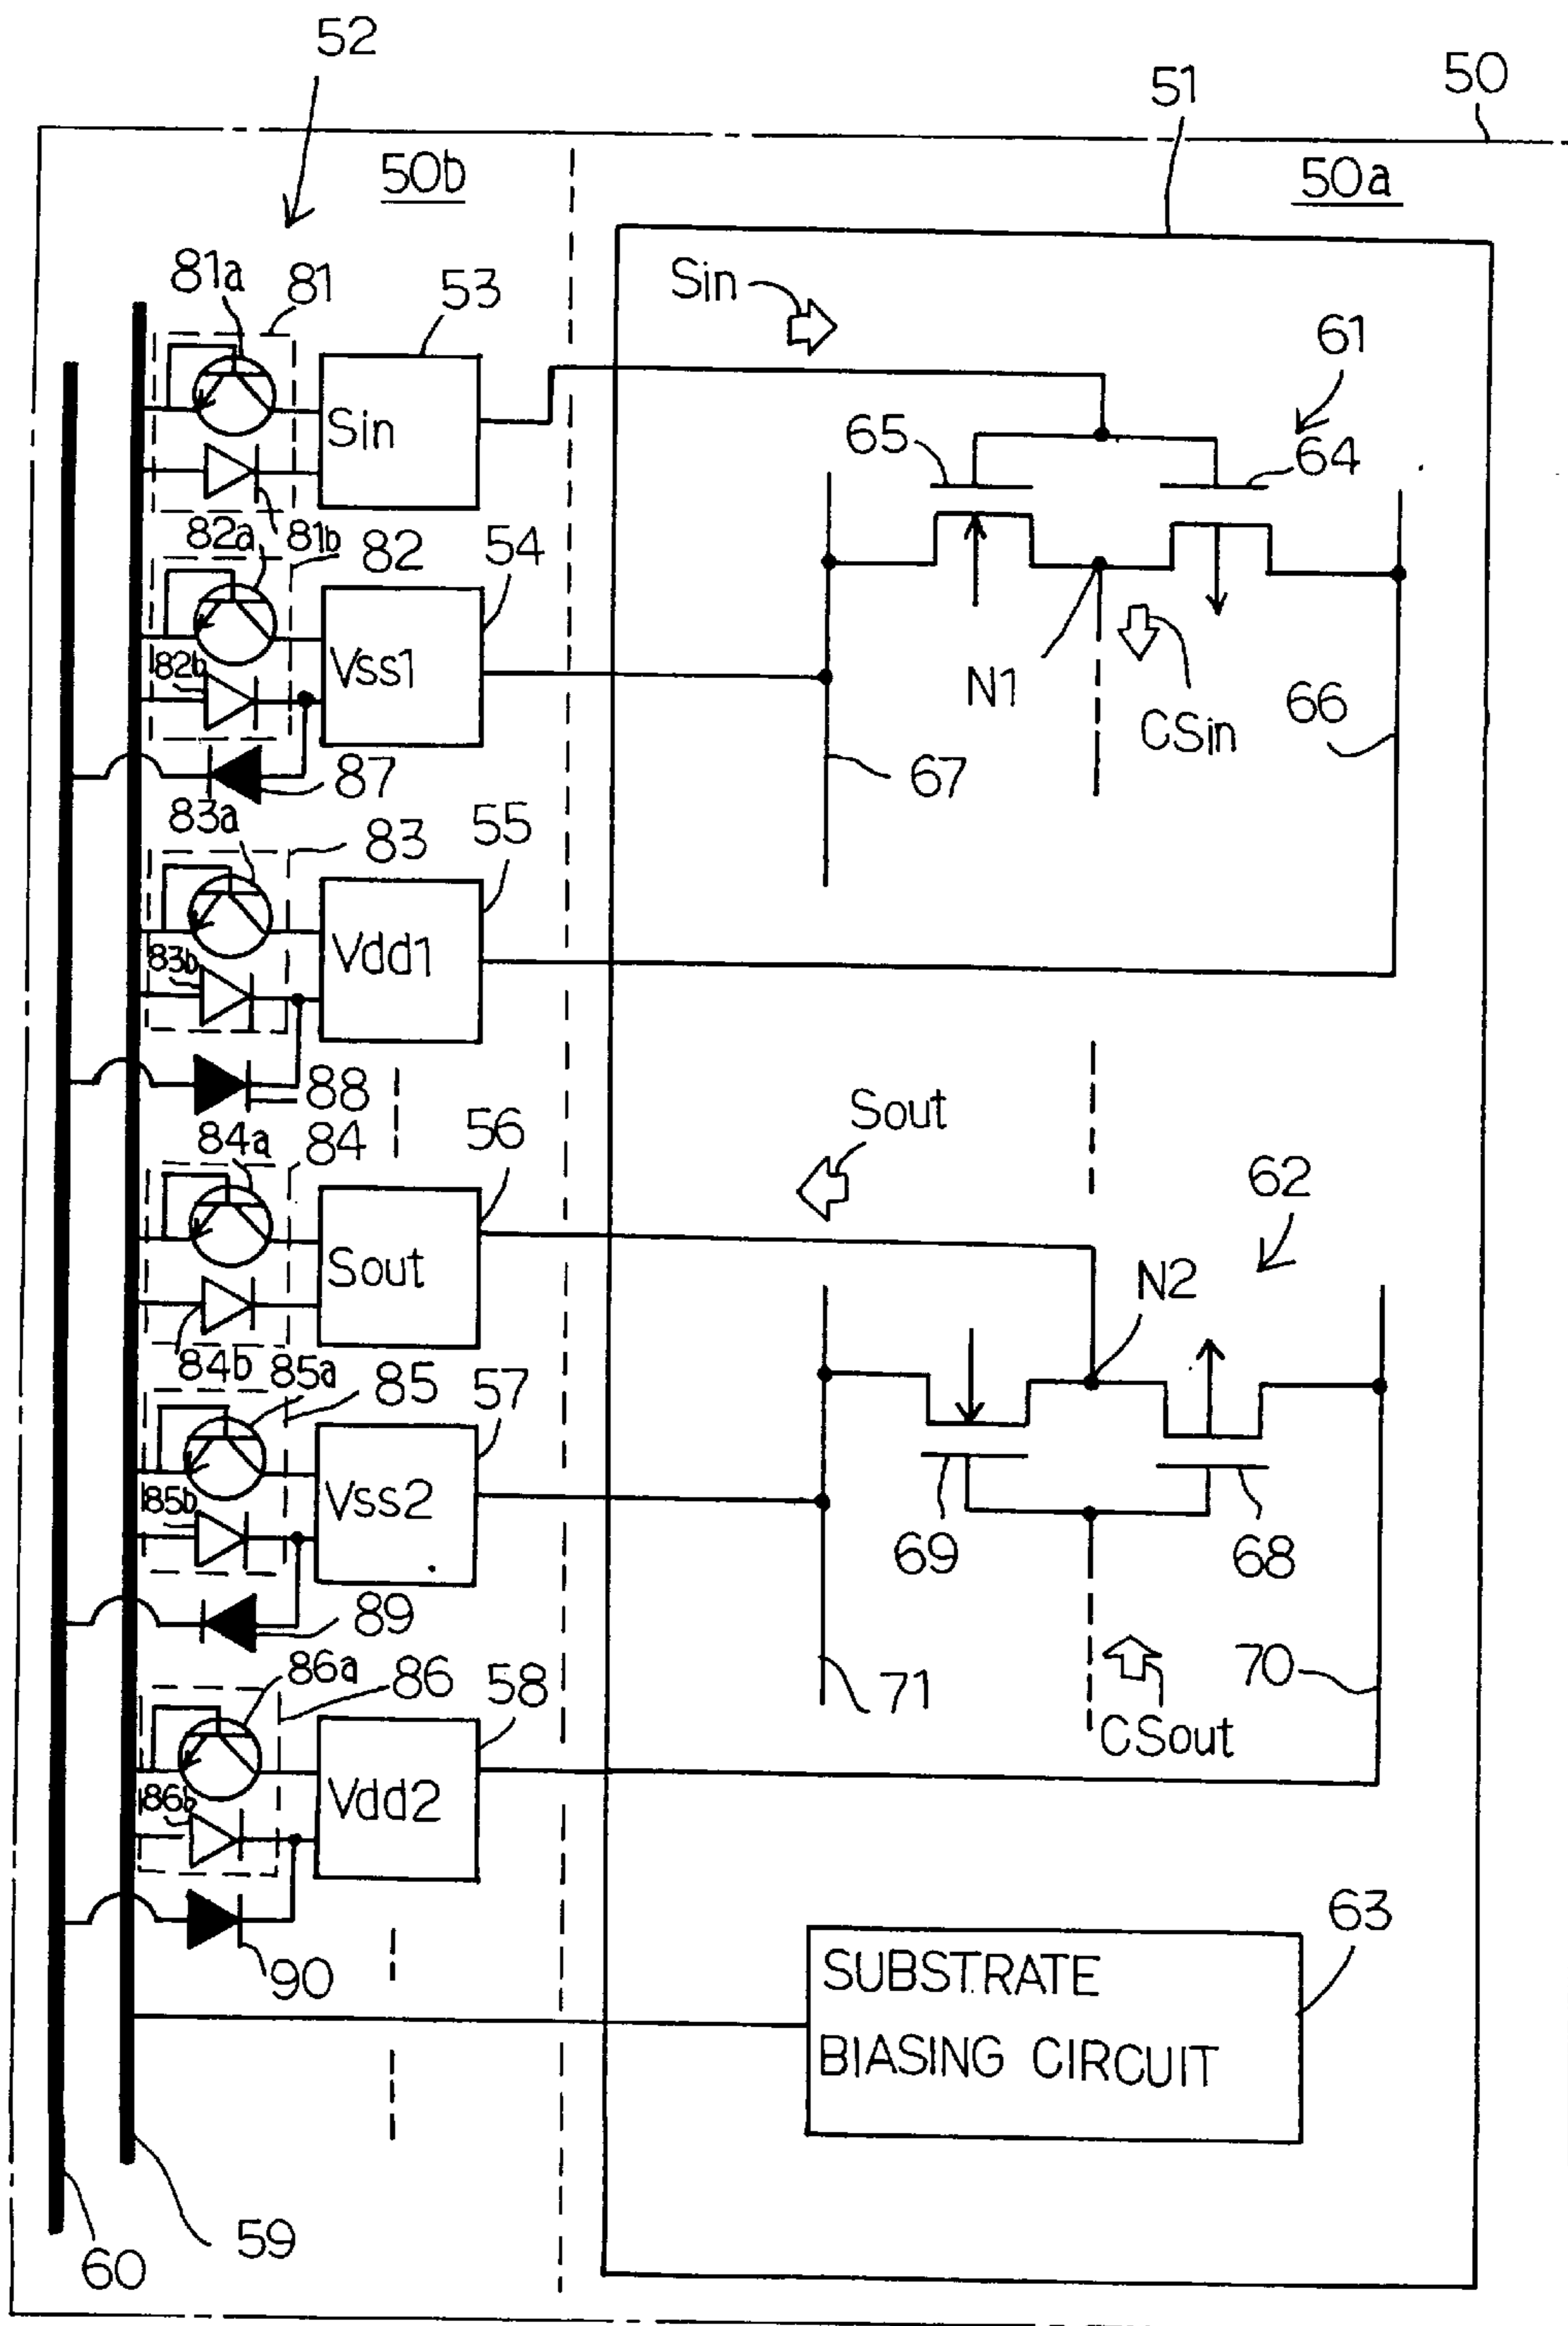 52
51
50
50b
50a
81a
81
53
Sin
61
Sin
65
64
82a
81b
82
54
82b
Vss1
N1
CSin
66
87
67
83a
83
55
83b
Vdd1
88
Sout
84a
84
56
62
Sout
N2
84b
85a
85
57
85b
Vss2
69
68
89
86a
86
58
71
70
CSout
86b
Vdd2
90
63
SUBSTRATE
BIASING CIRCUIT
59
60